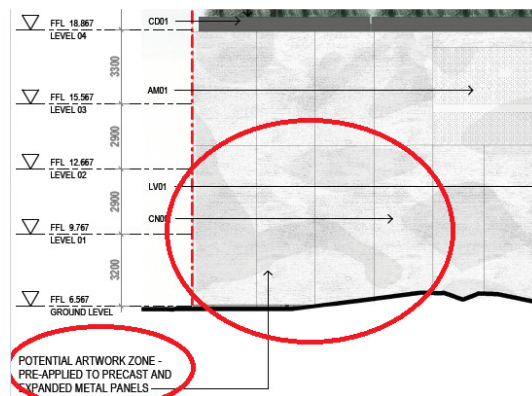 FFL 18.867
LEVEL 04
CD01
3300
AM01
FFL 15.567
LEVEL 03
2900
FFL 12.667
LEVEL 02
LV01
2900
FFL 9.767
LEVEL 01
3200
FFL 6.567
GROUND LEVEL
POTENTIAL ARTWORK ZONE -
PRE-APPLIED TO PRECAST AND
EXPANDED METAL PANELS